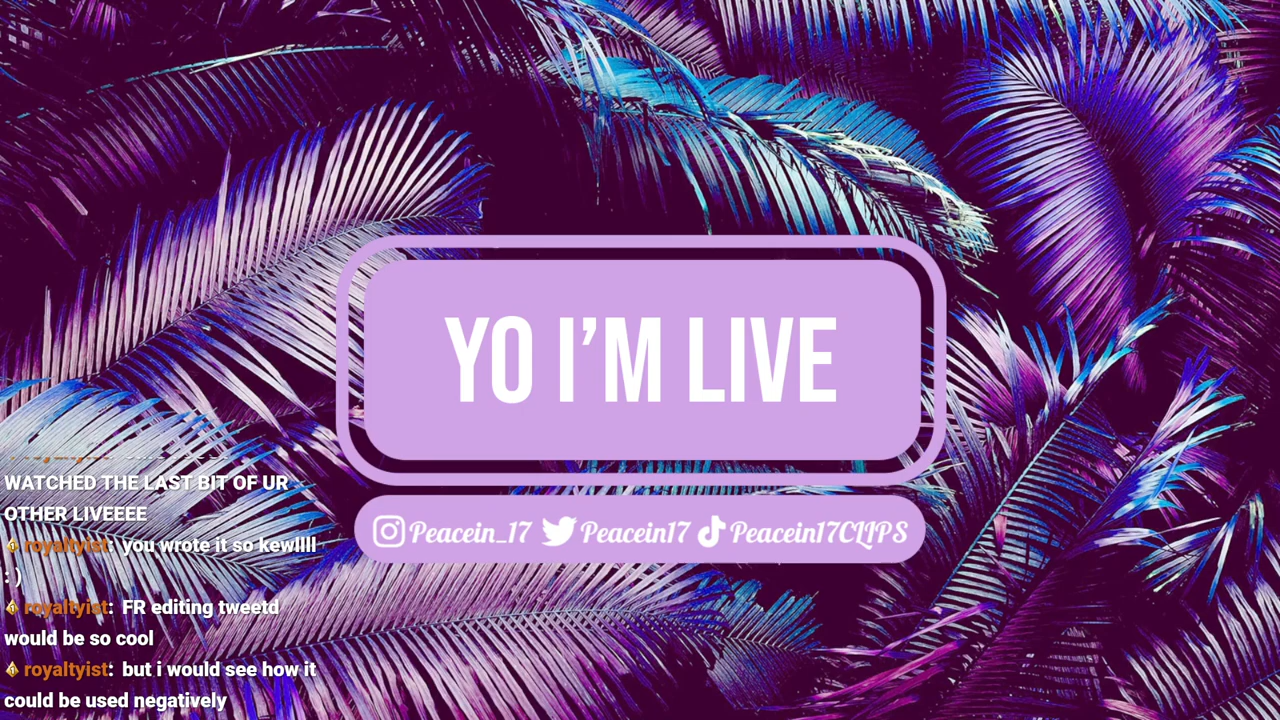 YO I'M LIVE
Peacein_17 Peacein17 Peacein17CLIPS
WATCHED THE LAST BIT OF UR
OTHER LIVEEEE
royaltyist: you wrote it so kewllll
: )
royaltyist: FR editing tweetd
would be so cool
royaltyist: but i would see how it
could be used negatively